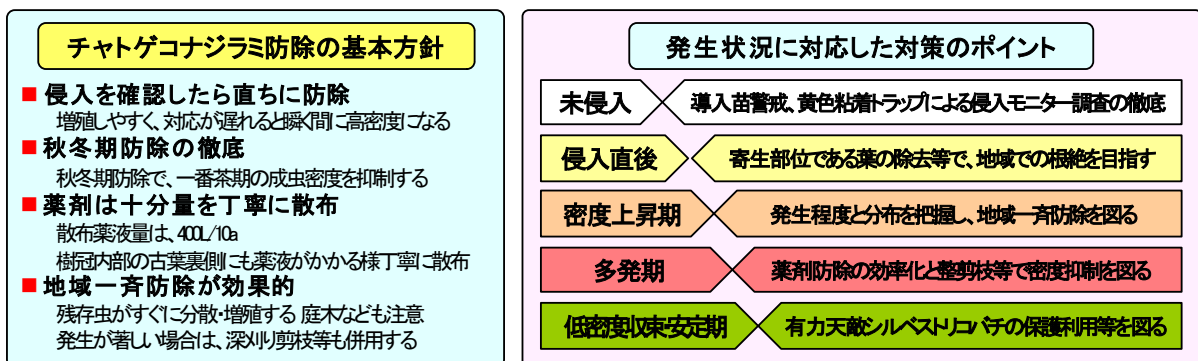 チャトゲコナジラミ防除の基本方針
■ 侵入を確認したら直ちに防除
増殖しやすく、対応が遅れると瞬く間に高密度になる
■ 秋冬期防除の徹底
秋冬期防除で、一番茶期の成虫密度を抑制する
■ 薬剤は十分量を丁寧に散布
散布薬液量は、400L/10a
樹冠内部の古葉裏側にも薬液がかかる様丁寧に散布
■ 地域一斉防除が効果的
残存虫がすぐに分散・増殖する 庭木なども注意
発生が著しい場合は、深刈り剪枝等も併用する
発生状況に対応した対策のポイント
未侵入 導入苗警戒、黄色粘着トラップによる侵入モニター調査の徹底
侵入直後 寄生部位である葉の除去等で、地域での根絶を目指す
密度上昇期 発生程度と分布を把握し、地域一斉防除を図る
多発期 薬剤防除の効率化と整剪枝等で密度抑制を図る
低密度収束・安定期 有力天敵シルベストリコバチの保護利用等を図る